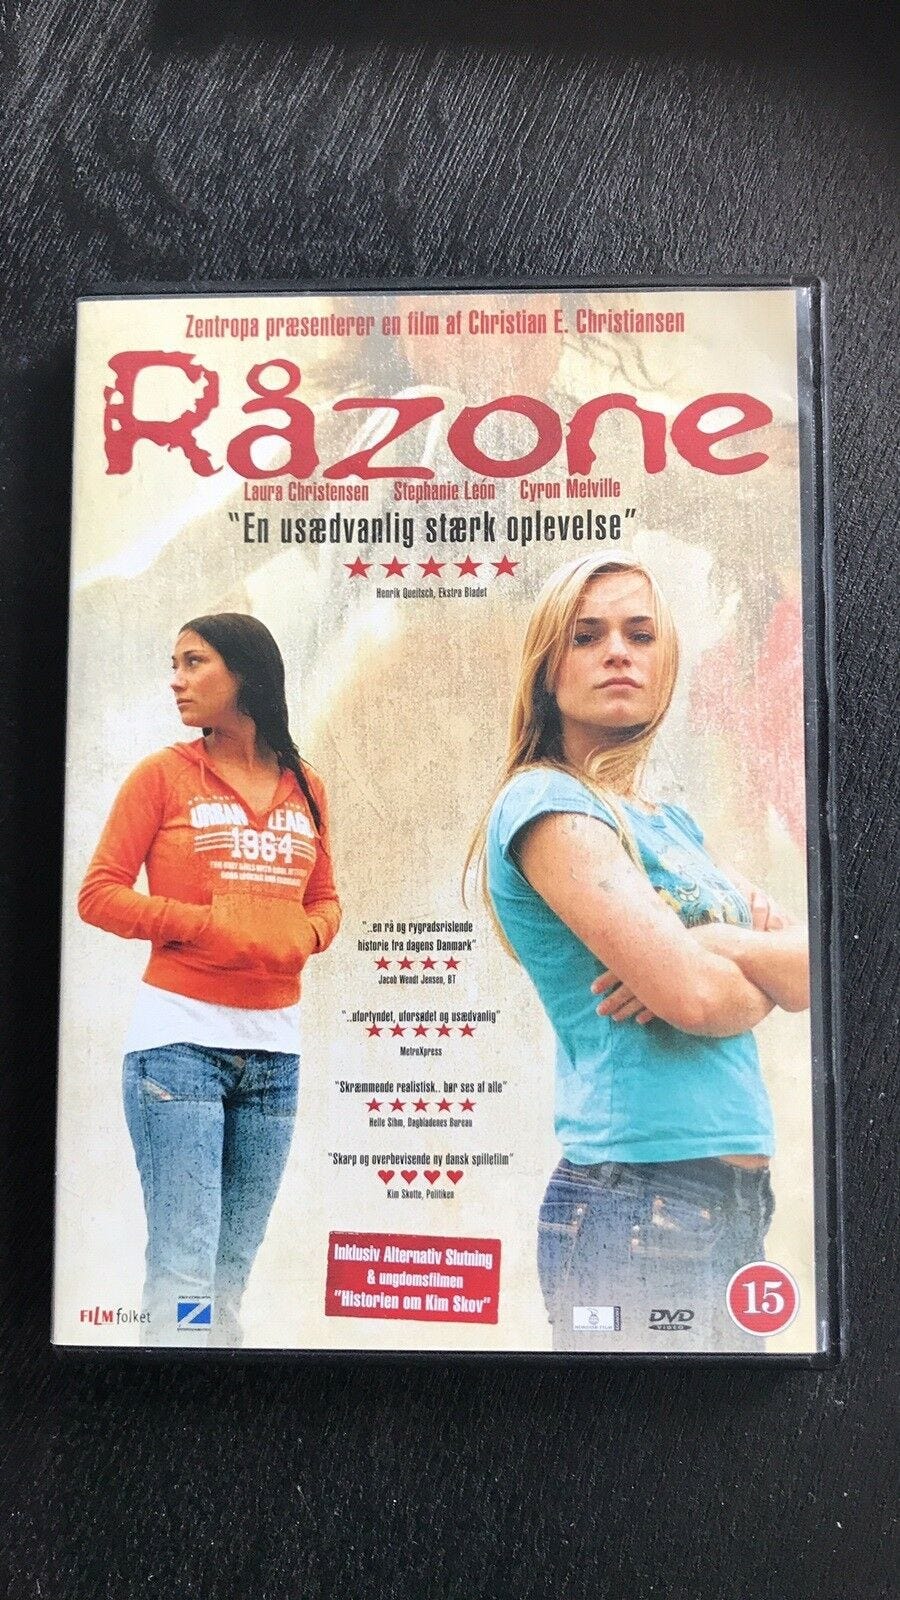 Zentropa præsenterer en film af Christian E. Christiansen
Råzone
Laura Christensen Stephanie León Cyron Melville
"En usædvanlig stærk oplevelse"
Henrik Queitsch, Ekstra Bladet
URBAN LEAG
1964
"..en rå og rygradsrislende
historie fra dagens Danmark"
Jacob Wendt Jensen, BT
"..ufortyndet, uforsødet og usædvanlig"
MetroXpress
"Skræmmende realistisk.. bør ses af alle"
Helle Sihm, Dagbladenes Bureau
"Skarp og overbevisende ny dansk spillefilm"
Kim Skotte, Politiken
Inklusiv Alternativ Slutning
& ungdomsfilmen
"Historien om Kim Skov"
FILMfolket
Z
NORDISK FILM
DVD
VIDEO
15